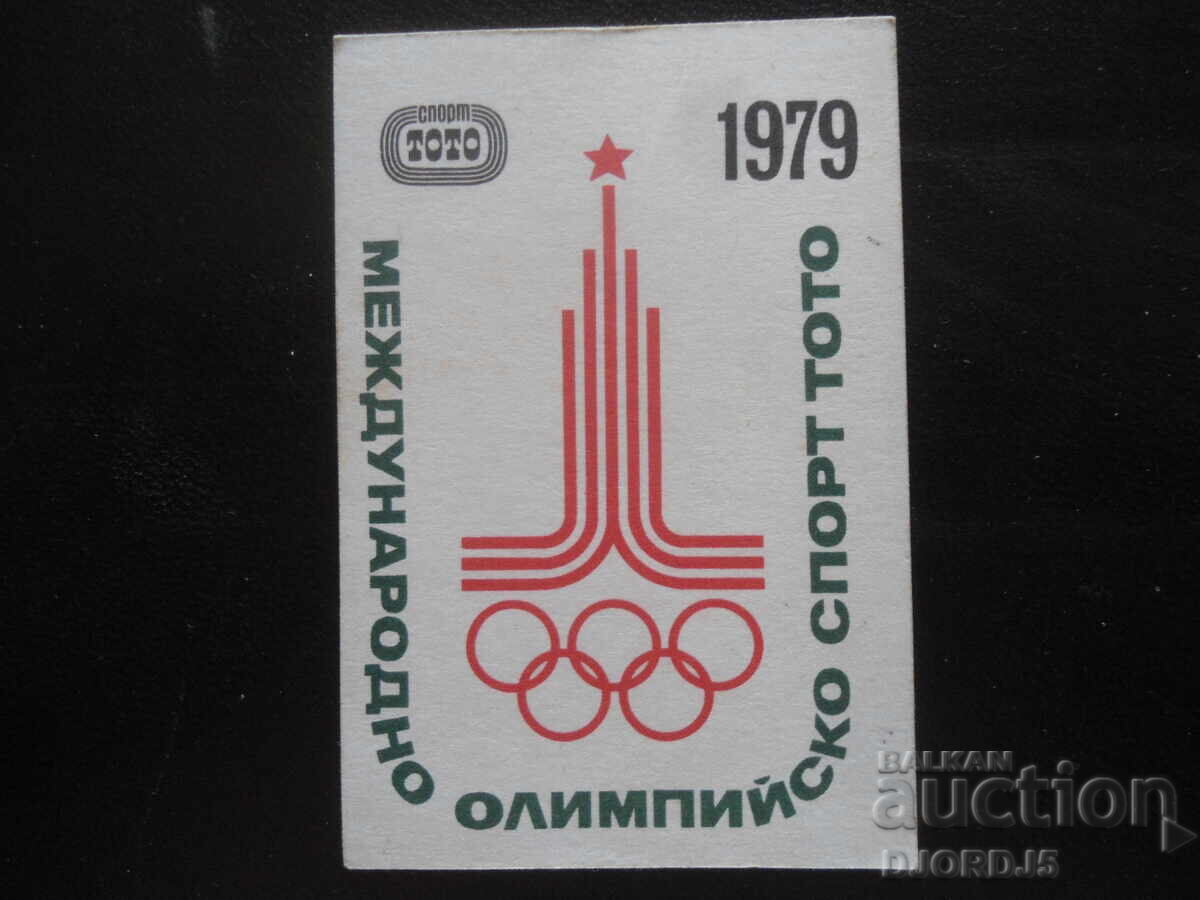 спорт
ТОТО
1979
МЕЖДУНАРОДНО ОЛИМПИЙСКО СПОРТ ТОТО
BALKAN
auction
DJORDJ5